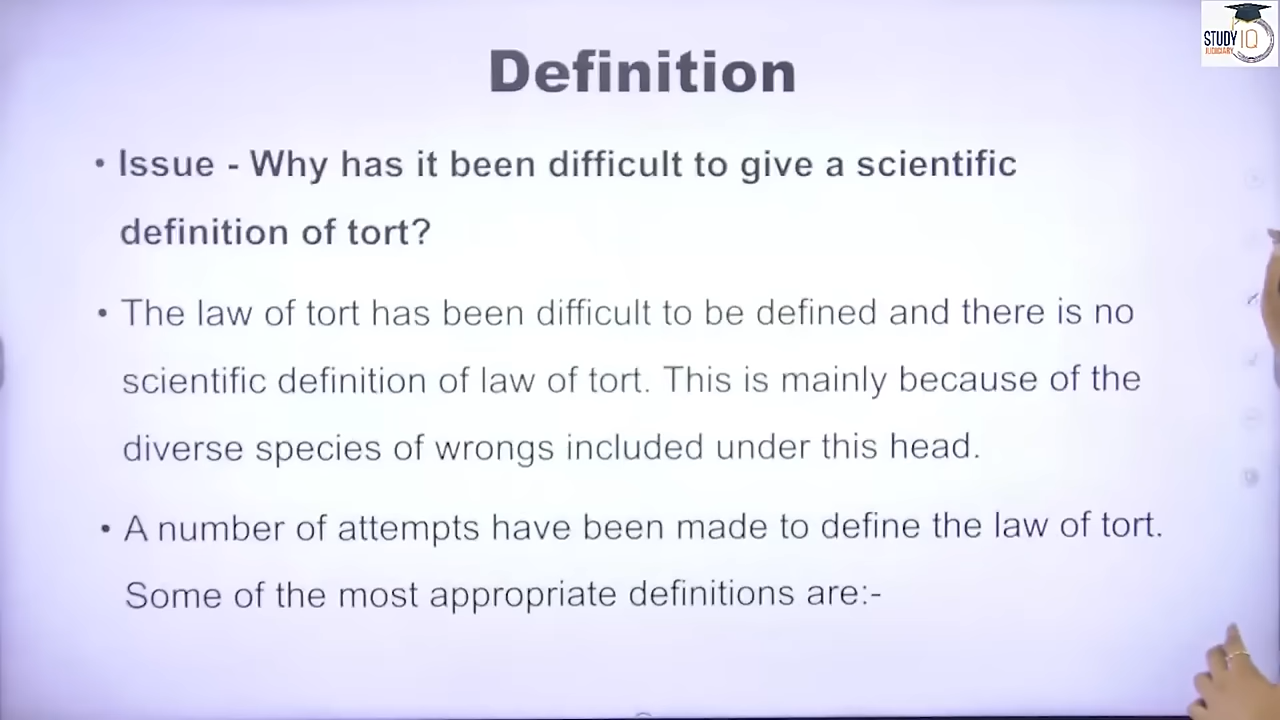 STUDY IQ
JUDICIARY
Definition
• Issue - Why has it been difficult to give a scientific
definition of tort?
• The law of tort has been difficult to be defined and there is no
scientific definition of law of tort. This is mainly because of the
diverse species of wrongs included under this head.
• A number of attempts have been made to define the law of tort.
Some of the most appropriate definitions are:-